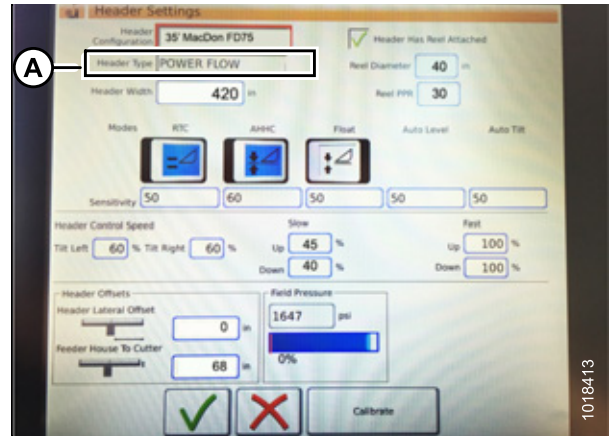 Header Settings
Header Configuration
35' MacDon FD75
Header Has Reel Attached
A
Header Type
POWER FLOW
Reel Diameter
40 in
Header Width
420 in
Reel PPR
30
Modes RTC AHHC Float Auto Level Auto Tilt
Sensitivity 50 60 50 50 50
Header Control Speed
Slow
Fast
Tilt Left 60 % Tilt Right 60 %
Up 45 %
Up 100 %
Down 40 %
Down 100 %
Header Offsets
Field Pressure
Header Lateral Offset
0 in
1647 psi
Feeder House To Cutter
68 in
0%
Calibrate
1018413